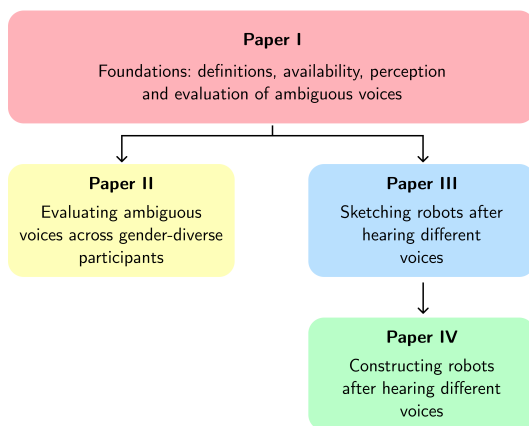 Paper I
Foundations: definitions, availability, perception
and evaluation of ambiguous voices
Paper II
Evaluating ambiguous
voices across gender-diverse
participants
Paper III
Sketching robots after
hearing different
voices
Paper IV
Constructing robots
after hearing different
voices